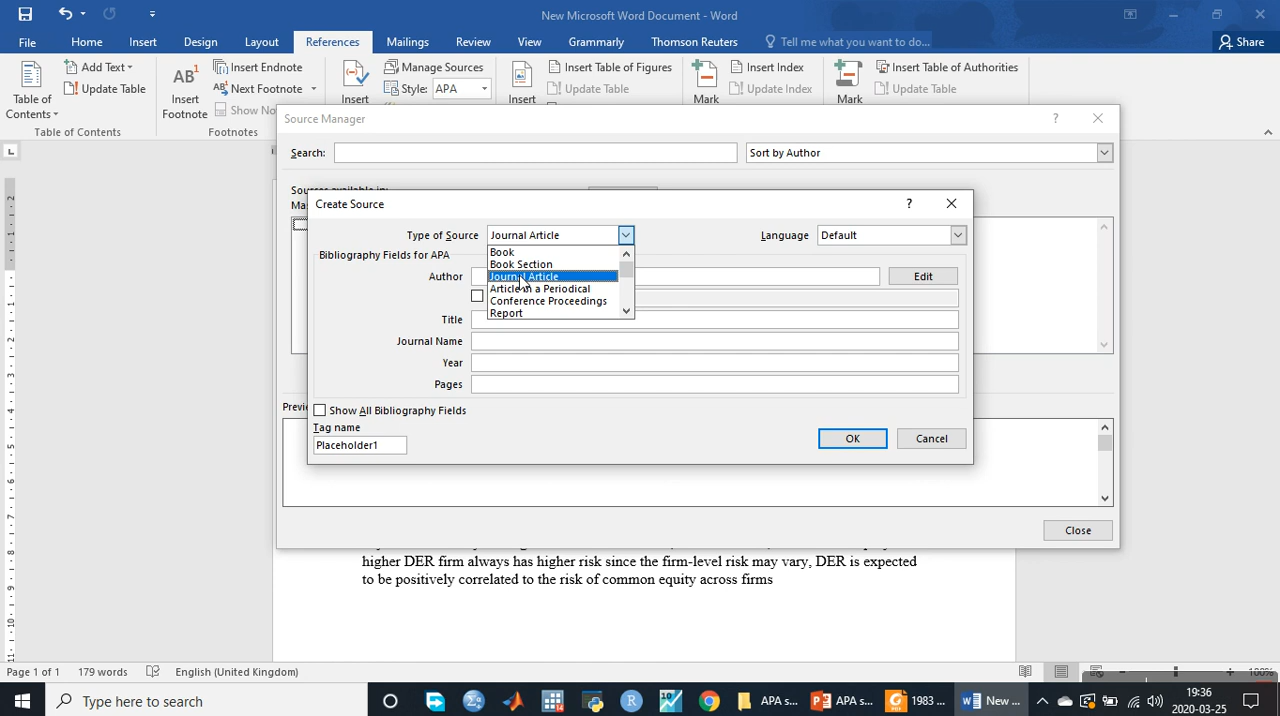 New Microsoft Word Document - Word
File Home Insert Design Layout References Mailings Review View Grammarly Thomson Reuters Tell me what you want to do... Share
Table of Contents
Add Text
Update Table
Table of Contents
AB1
Insert Footnote
Insert Endnote
Next Footnote
Footnotes
Insert
Manage Sources
Style: APA
Insert
Insert Table of Figures
Update Table
Mark
Insert Index
Update Index
Mark
Insert Table of Authorities
Update Table
Source Manager ?
Search: Sort by Author
Sources available in:
Create Source ?
Type of Source Journal Article Language Default
Book
Book Section
Journal Article
Article in a Periodical
Conference Proceedings
Report
Bibliography Fields for APA
Author Edit
Title
Journal Name
Year
Pages
Show All Bibliography Fields
Tag name
Placeholder1
OK Cancel
Close
higher DER firm always has higher risk since the firm-level risk may vary, DER is expected
to be positively correlated to the risk of common equity across firms
Page 1 of 1 179 words English (United Kingdom) 100%
Type here to search APA s... APA s... 1983 ... New ... 19:36
2020-03-25